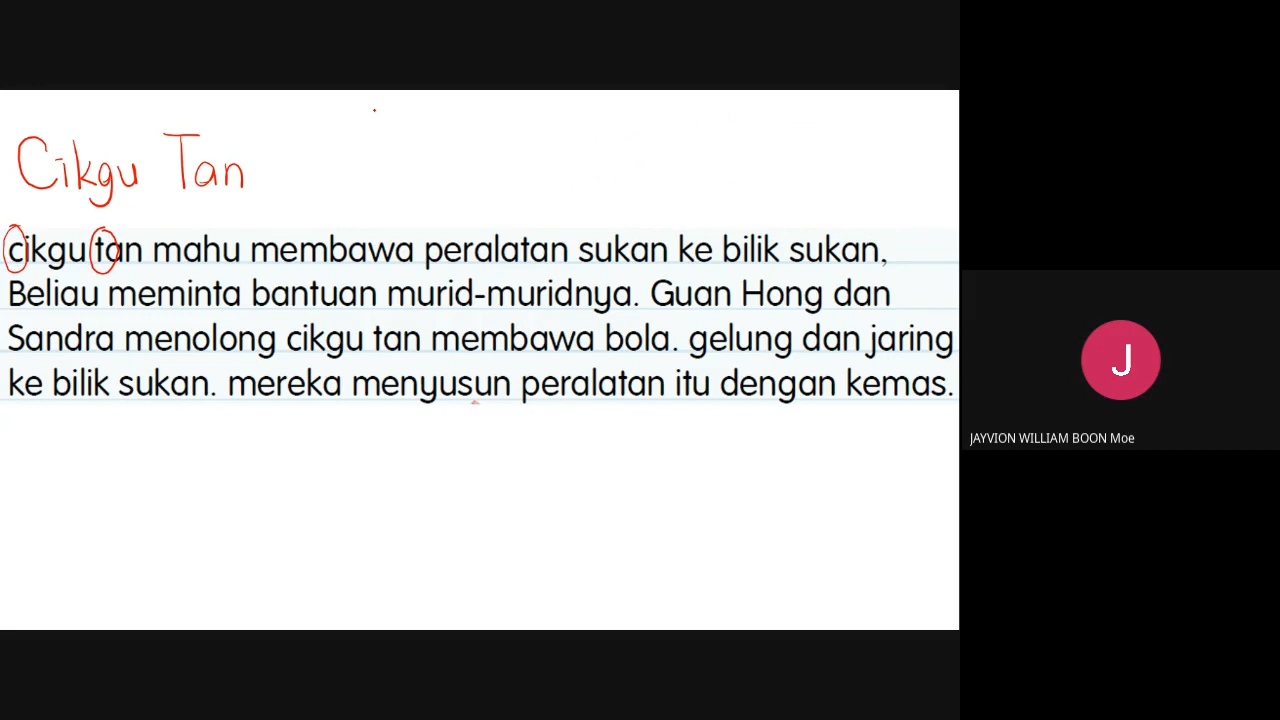 Cikgu Tan
cikgu tan mahu membawa peralatan sukan ke bilik sukan,
Beliau meminta bantuan murid-muridnya. Guan Hong dan
Sandra menolong cikgu tan membawa bola. gelung dan jaring
ke bilik sukan. mereka menyusun peralatan itu dengan kemas.
J
JAYVION WILLIAM BOON Moe